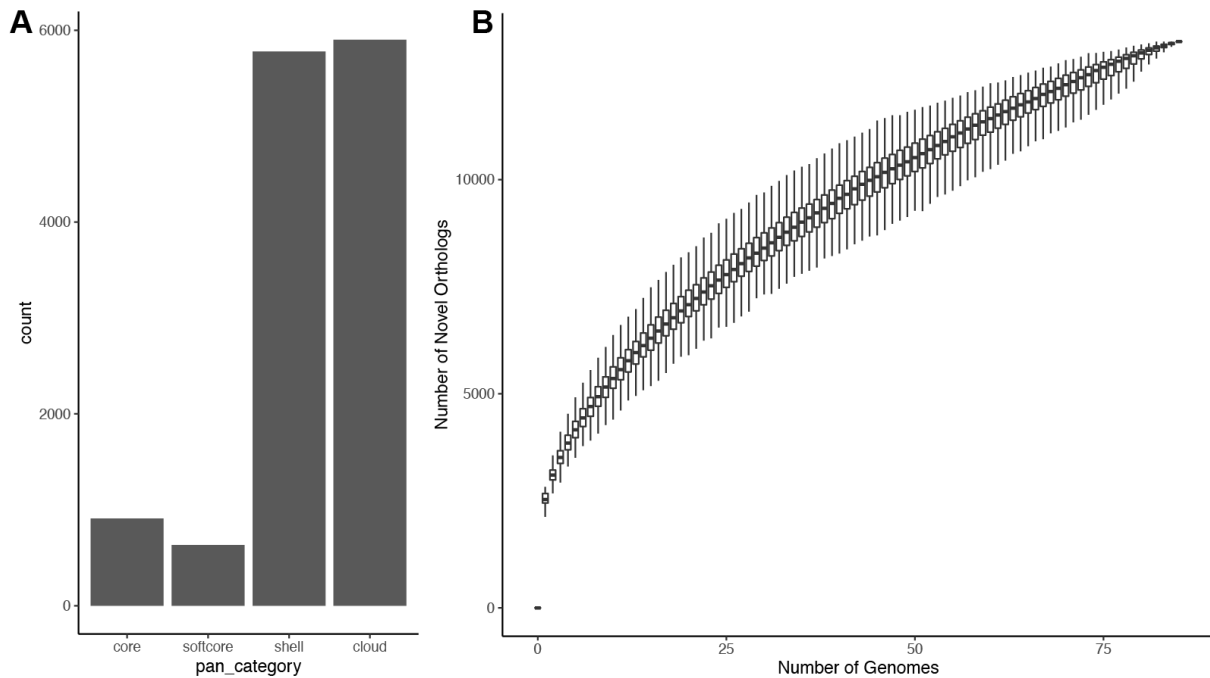 A
6000
4000
2000
0
count
core softcore shell cloud
pan_category
B
10000
5000
0
Number of Novel Orthologs
0 25 50 75
Number of Genomes